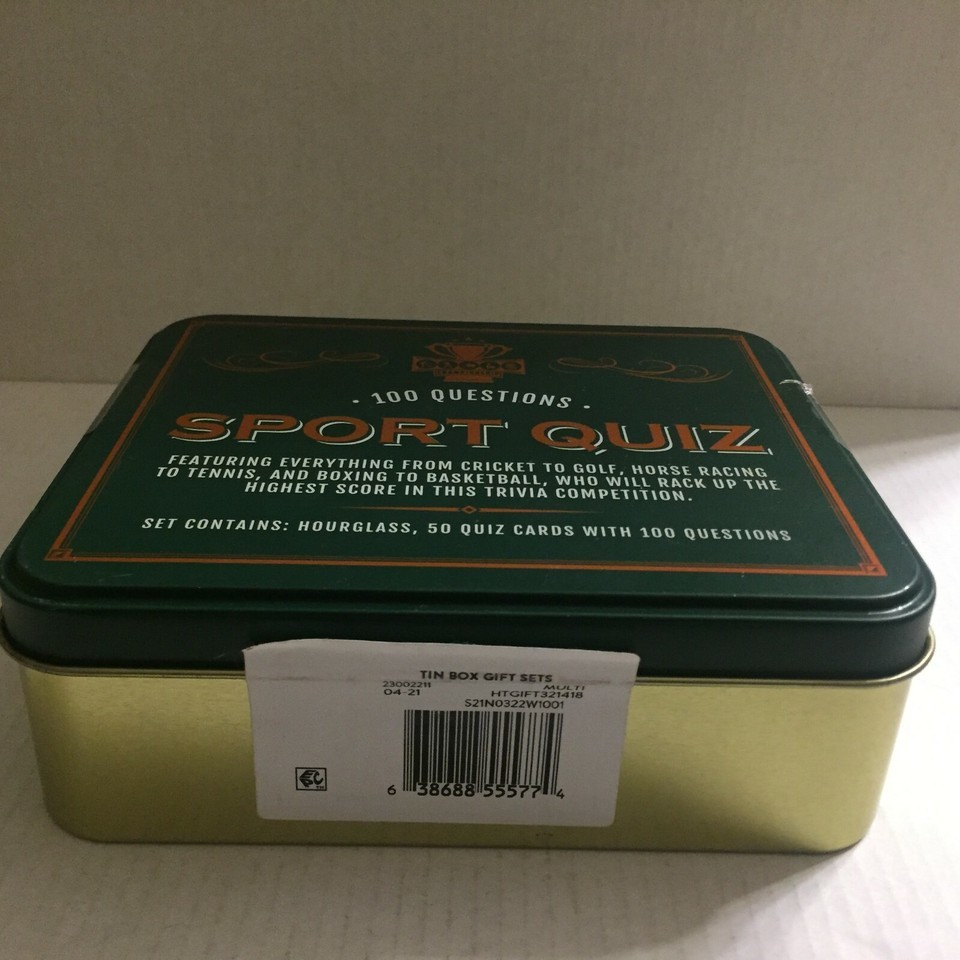 · 100 QUESTIONS ·
SPORT QUIZ
FEATURING EVERYTHING FROM CRICKET TO GOLF, HORSE RACING
TO TENNIS, AND BOXING TO BASKETBALL, WHO WILL RACK UP THE
HIGHEST SCORE IN THIS TRIVIA COMPETITION.
SET CONTAINS: HOURGLASS, 50 QUIZ CARDS WITH 100 QUESTIONS
TIN BOX GIFT SETS
23002211 MULTI
04-21 HTGIFT321418
S21N0322W1001
6 38688 55577 4